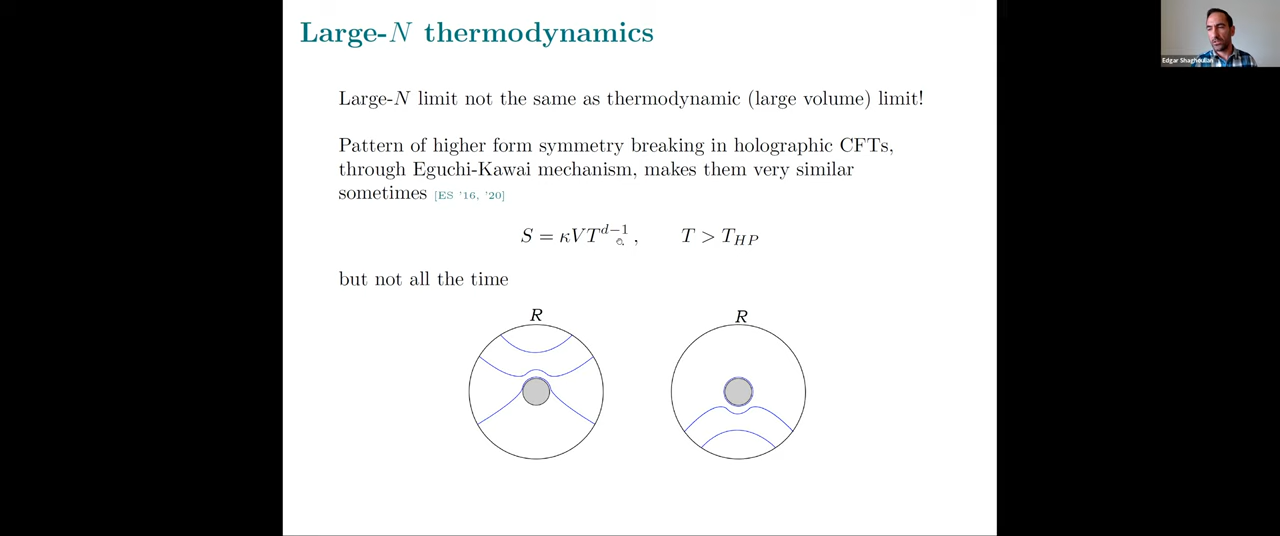 Large-N thermodynamics
Large-N limit not the same as thermodynamic (large volume) limit!
Pattern of higher form symmetry breaking in holographic CFTs,
through Eguchi-Kawai mechanism, makes them very similar
sometimes [ES '16, '20]
S = κVT^{d−1}, T > T_{HP}
but not all the time
R R
Edgar Shaghoulian